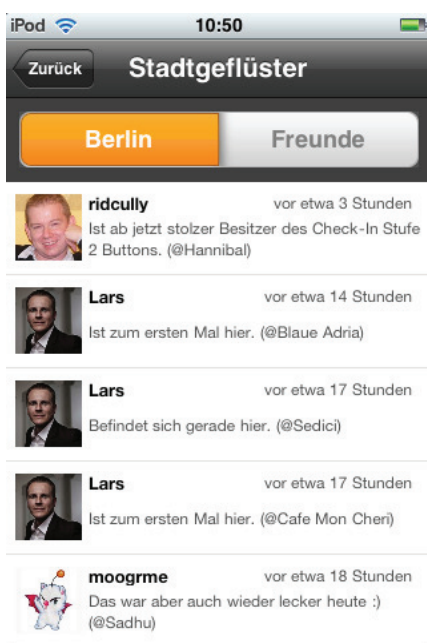 iPod 10:50
Zurück Stadtgeflüster
Berlin Freunde
ridcully vor etwa 3 Stunden
Ist ab jetzt stolzer Besitzer des Check-In Stufe
2 Buttons. (@Hannibal)
Lars vor etwa 14 Stunden
Ist zum ersten Mal hier. (@Blaue Adria)
Lars vor etwa 17 Stunden
Befindet sich gerade hier. (@Sedici)
Lars vor etwa 17 Stunden
Ist zum ersten Mal hier. (@Cafe Mon Cheri)
moogrme vor etwa 18 Stunden
Das war aber auch wieder lecker heute :)
(@Sadhu)